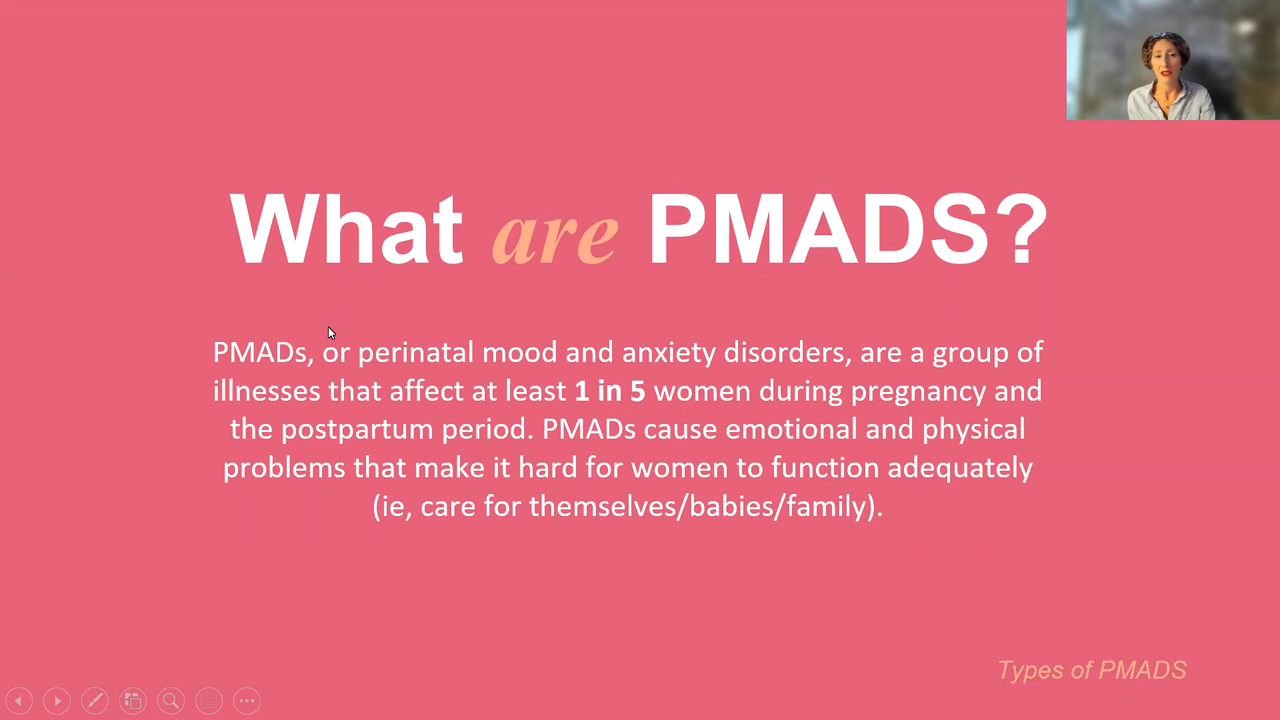 What are PMADS?
PMADs, or perinatal mood and anxiety disorders, are a group of
illnesses that affect at least 1 in 5 women during pregnancy and
the postpartum period. PMADs cause emotional and physical
problems that make it hard for women to function adequately
(ie, care for themselves/babies/family).
Types of PMADS